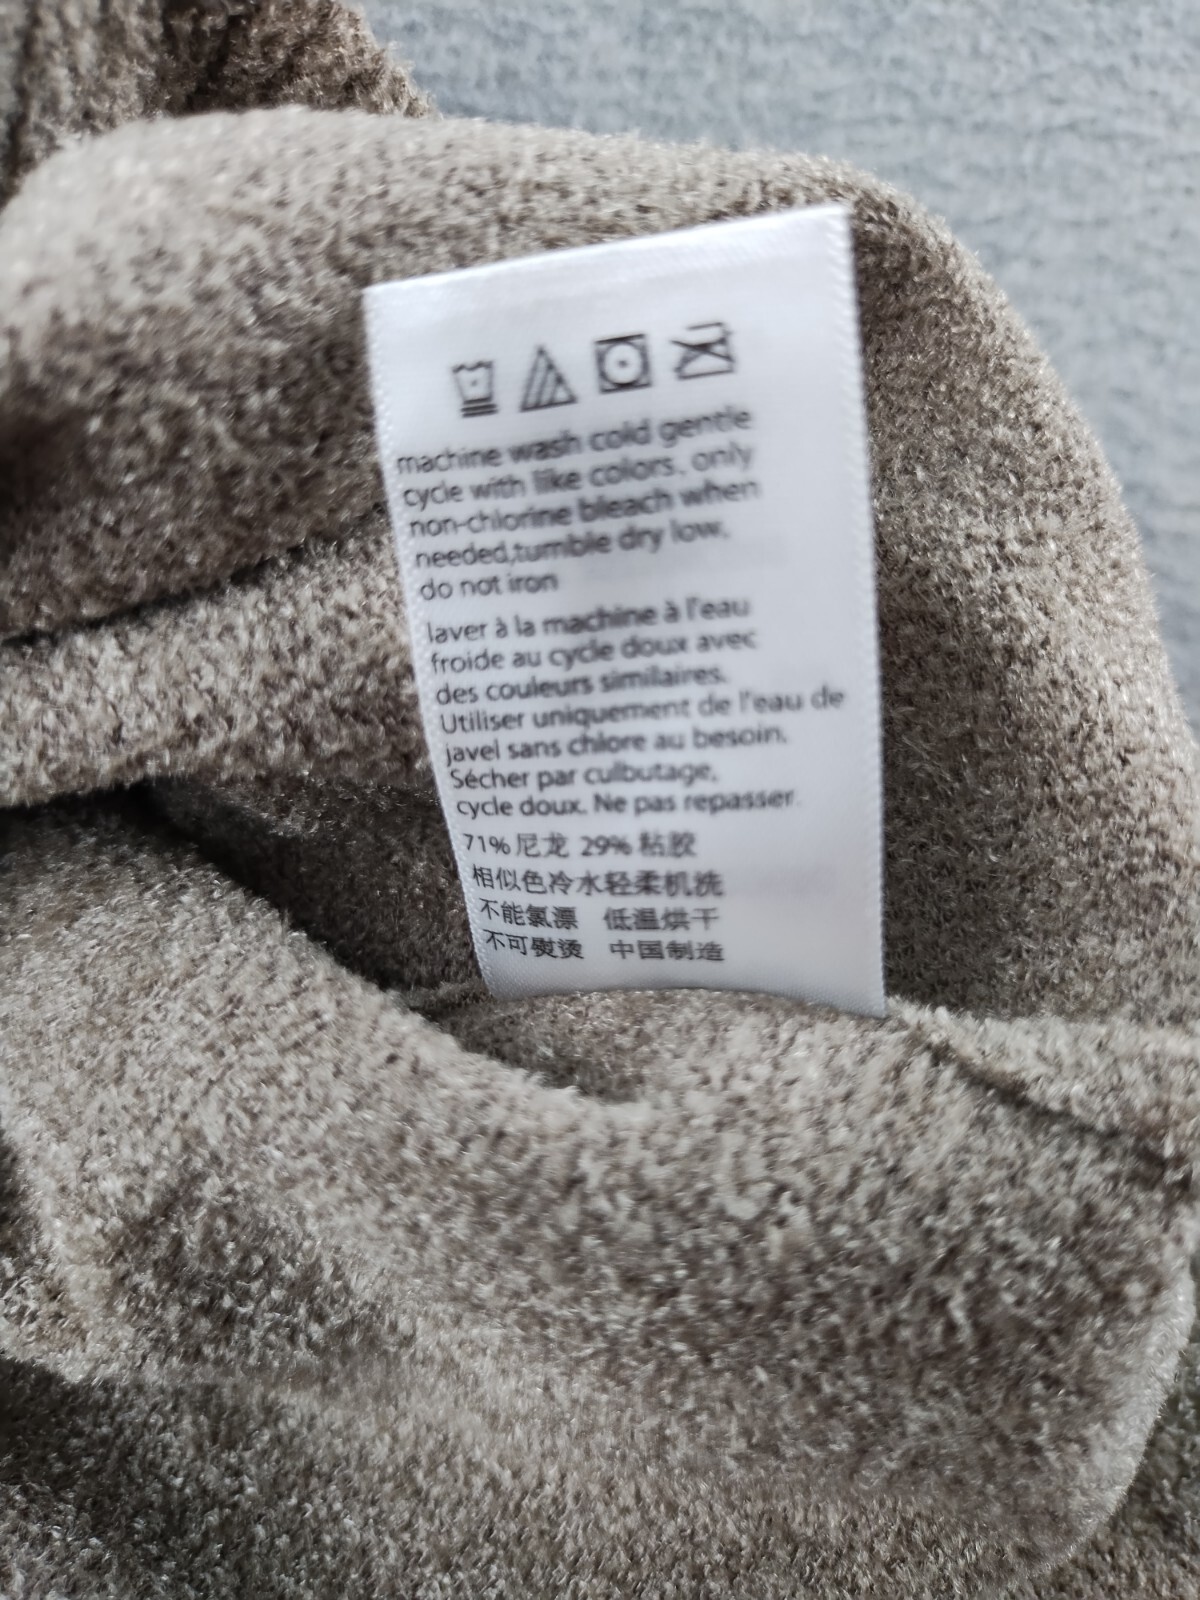 machine wash cold gentle
cycle with like colors, only
non-chlorine bleach when
needed,tumble dry low,
do not iron
laver à la machine à l'eau
froide au cycle doux avec
des couleurs similaires.
Utiliser uniquement de l'eau de
javel sans chlore au besoin.
Sécher par culbutage,
cycle doux. Ne pas repasser.
71% 尼龙 29% 粘胶
相似色冷水轻柔机洗
不能氯漂 低温烘干
不可熨烫 中国制造